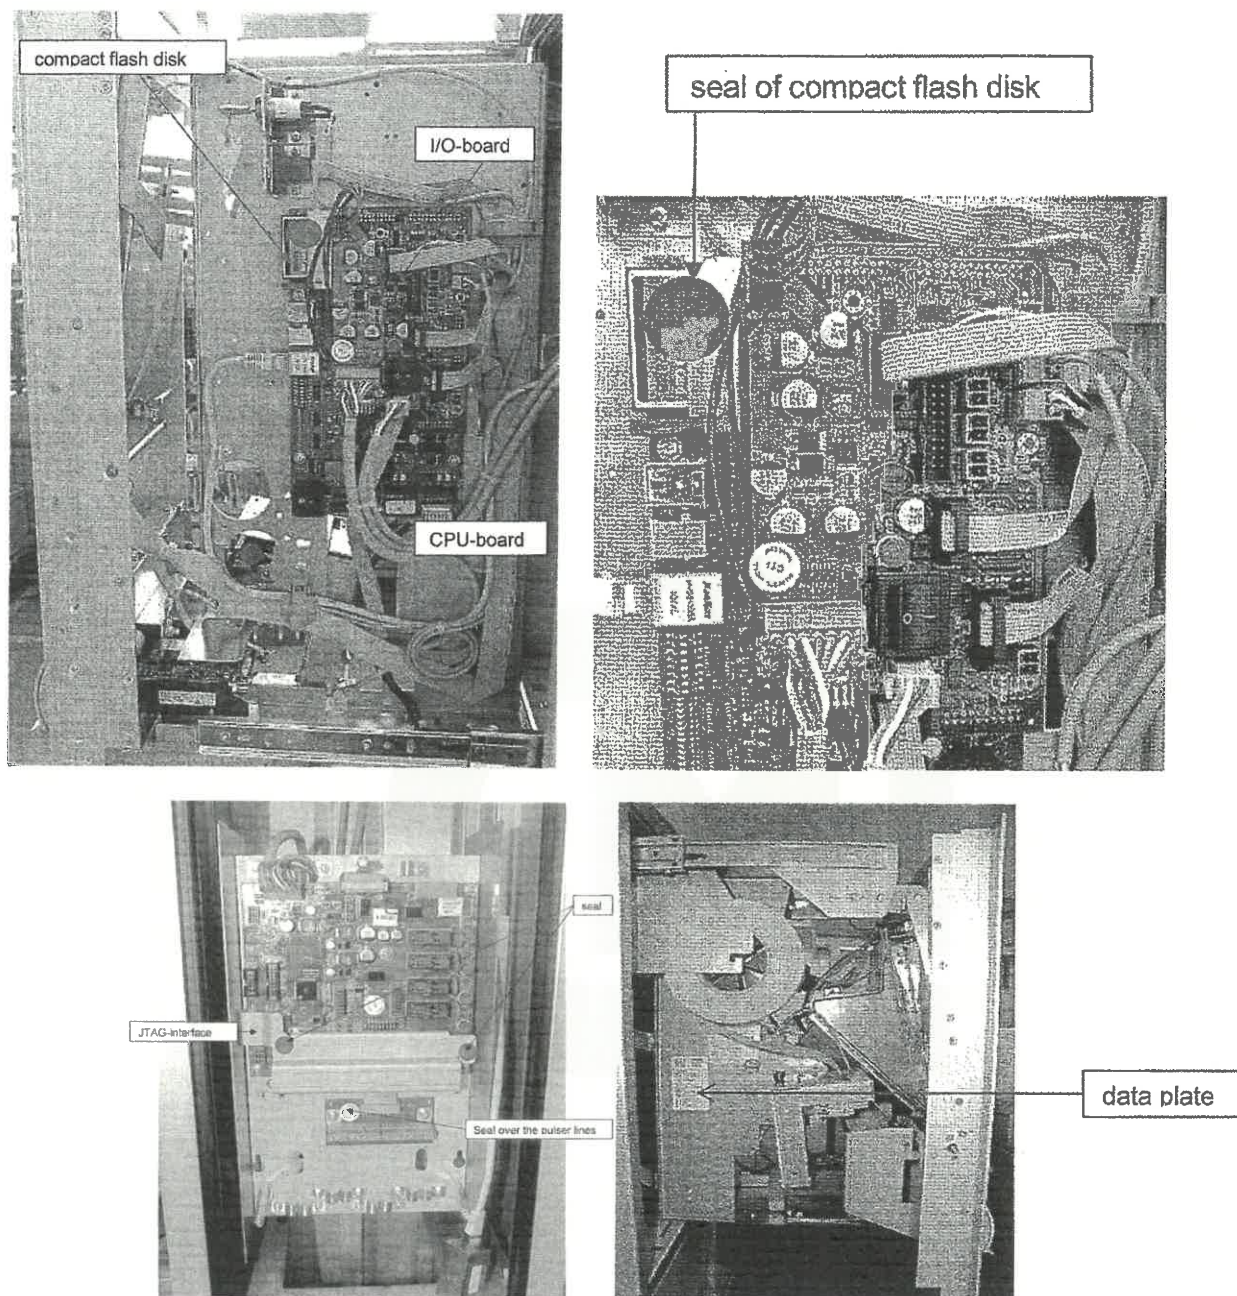 compact flash disk
I/O-board
CPU-board
seal of compact flash disk
seal
JTAG-interface
Seal over the pulser lines
data plate